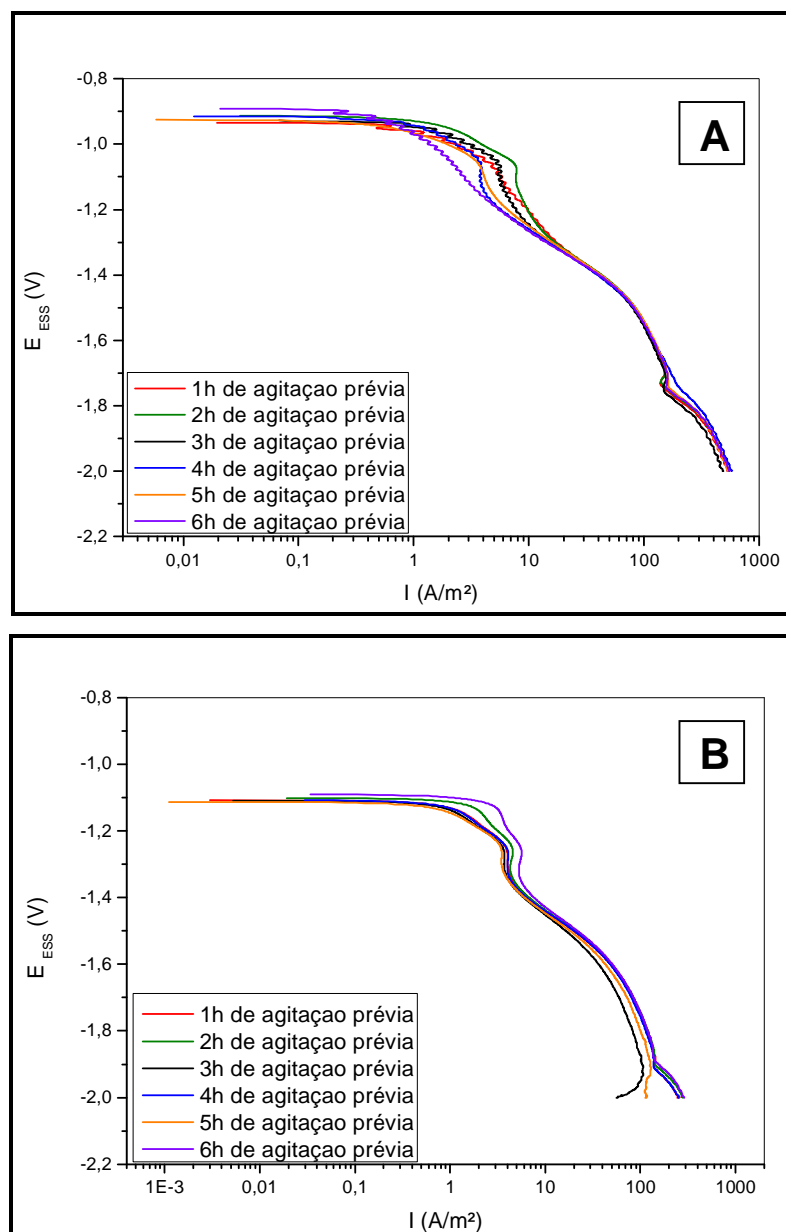 A
-0,8
-1,0
-1,2
-1,4
-1,6
-1,8
-2,0
-2,2
E ESS (V)
1h de agitaçao prévia
2h de agitaçao prévia
3h de agitaçao prévia
4h de agitaçao prévia
5h de agitaçao prévia
6h de agitaçao prévia
0,01 0,1 1 10 100 1000
I (A/m²)
B
-0,8
-1,0
-1,2
-1,4
-1,6
-1,8
-2,0
-2,2
E ESS (V)
1h de agitaçao prévia
2h de agitaçao prévia
3h de agitaçao prévia
4h de agitaçao prévia
5h de agitaçao prévia
6h de agitaçao prévia
1E-3 0,01 0,1 1 10 100 1000
I (A/m²)